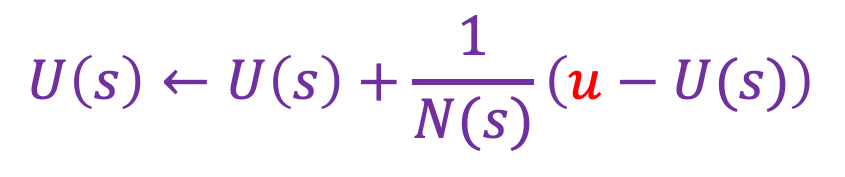 U(s) ← U(s) + 1/N(s) (u − U(s))